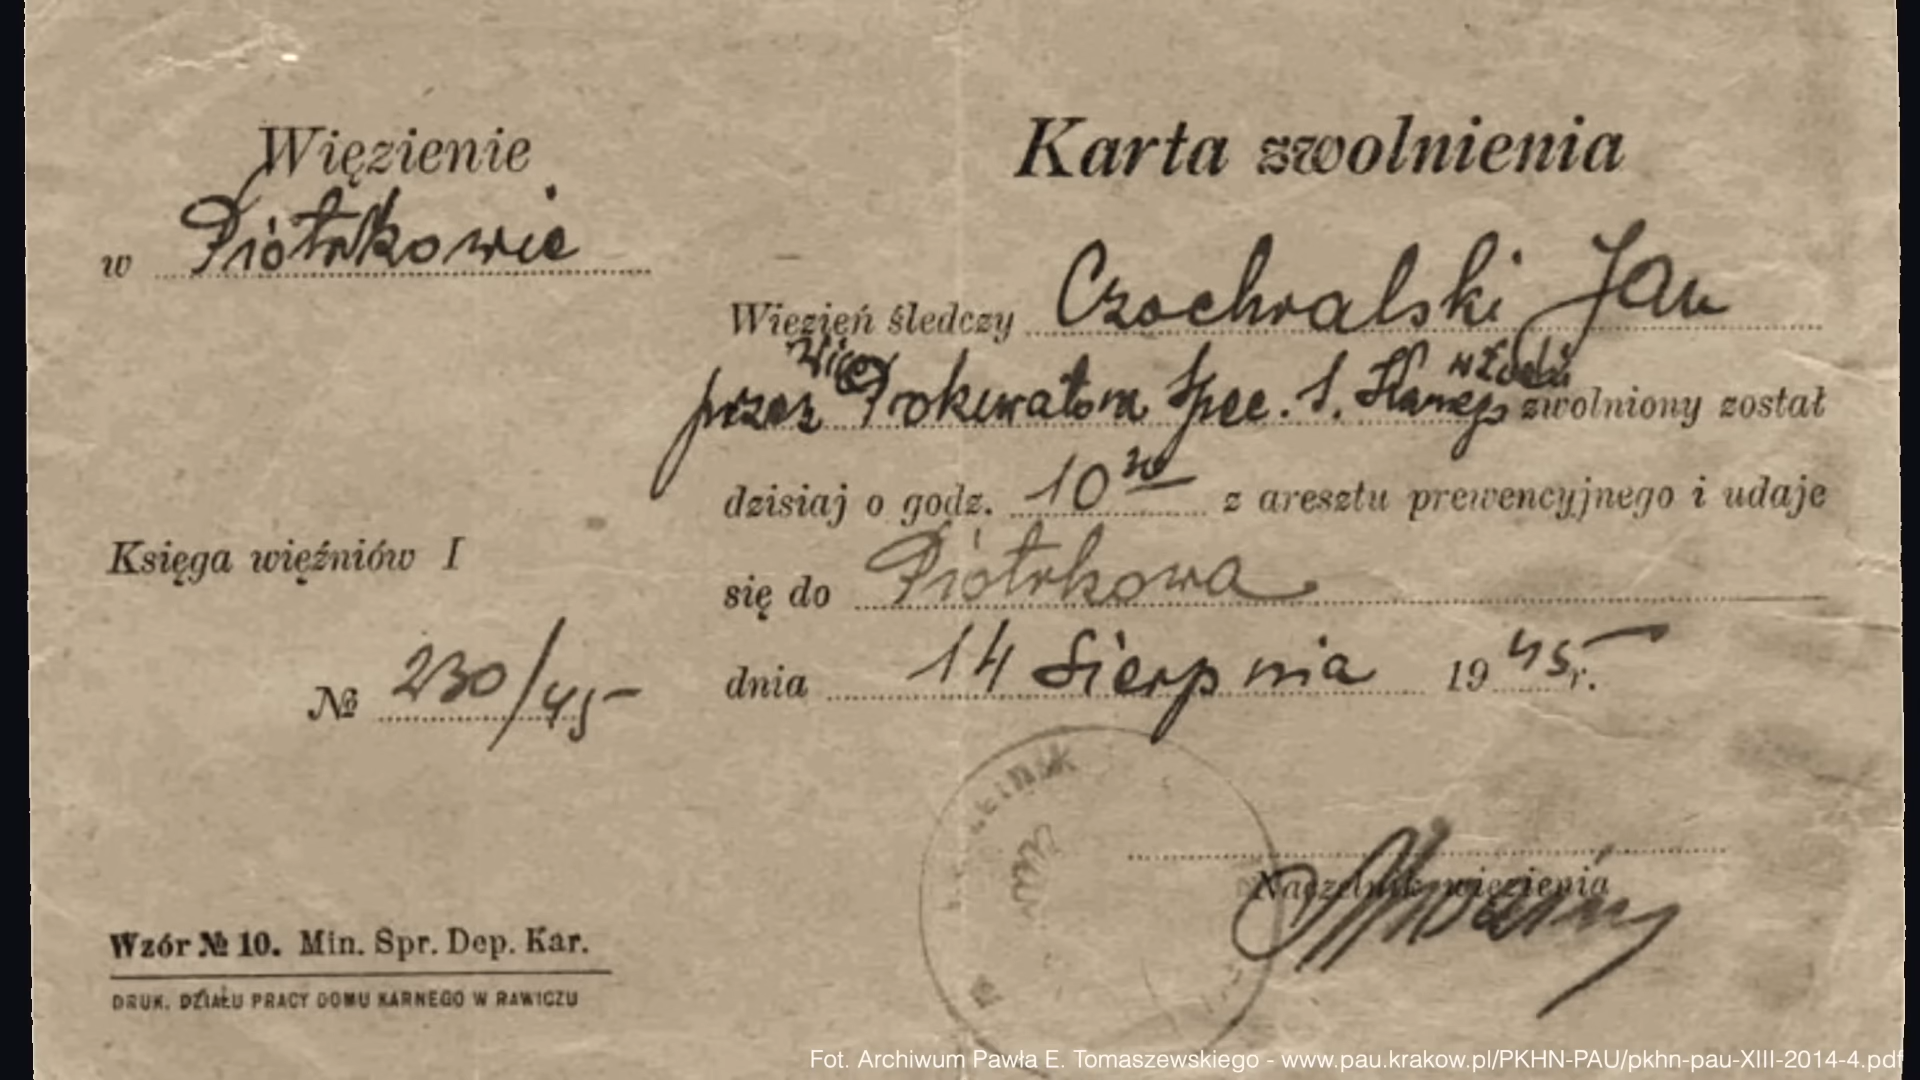 Więzienie
w Piotrkowie
Karta zwolnienia
Więzień śledczy Czochralski Jan
w Łodzi
przez Vice Prokuratora Spec. S. Karnego zwolniony został
dzisiaj o godz. 10 z aresztu prewencyjnego i udaje
się do Piotrkowa
dnia 14 Sierpnia 1945 r.
Księga więźniów I
№ 230/45
Naczelnik więzienia
Wzór № 10. Min. Spr. Dep. Kar.
DRUK. DZIAŁU PRACY DOMU KARNEGO W RAWICZU
Fot. Archiwum Pawła E. Tomaszewskiego - www.pau.krakow.pl/PKHN-PAU/pkhn-pau-XIII-2014-4.pdf